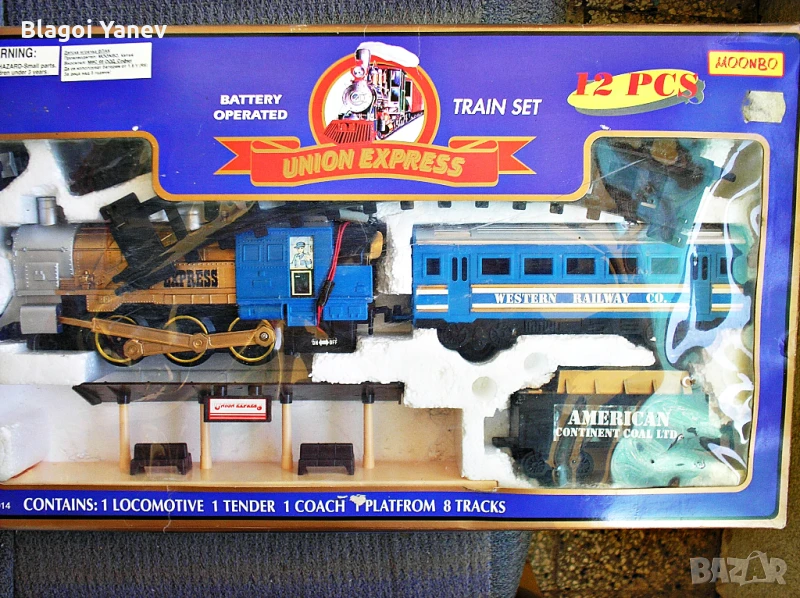 Blagoi Yanev
WARNING:
HAZARD-Small parts.
under 3 years.
BATTERY
OPERATED
TRAIN SET
12 PCS
MOONBO
UNION EXPRESS
EXPRESS
WESTERN RAILWAY CO.
UNION EXPRESS
AMERICAN
CONTINENT COAL LTD.
CONTAINS: 1 LOCOMOTIVE 1 TENDER 1 COACH 1 PLATFROM 8 TRACKS
BAZAR